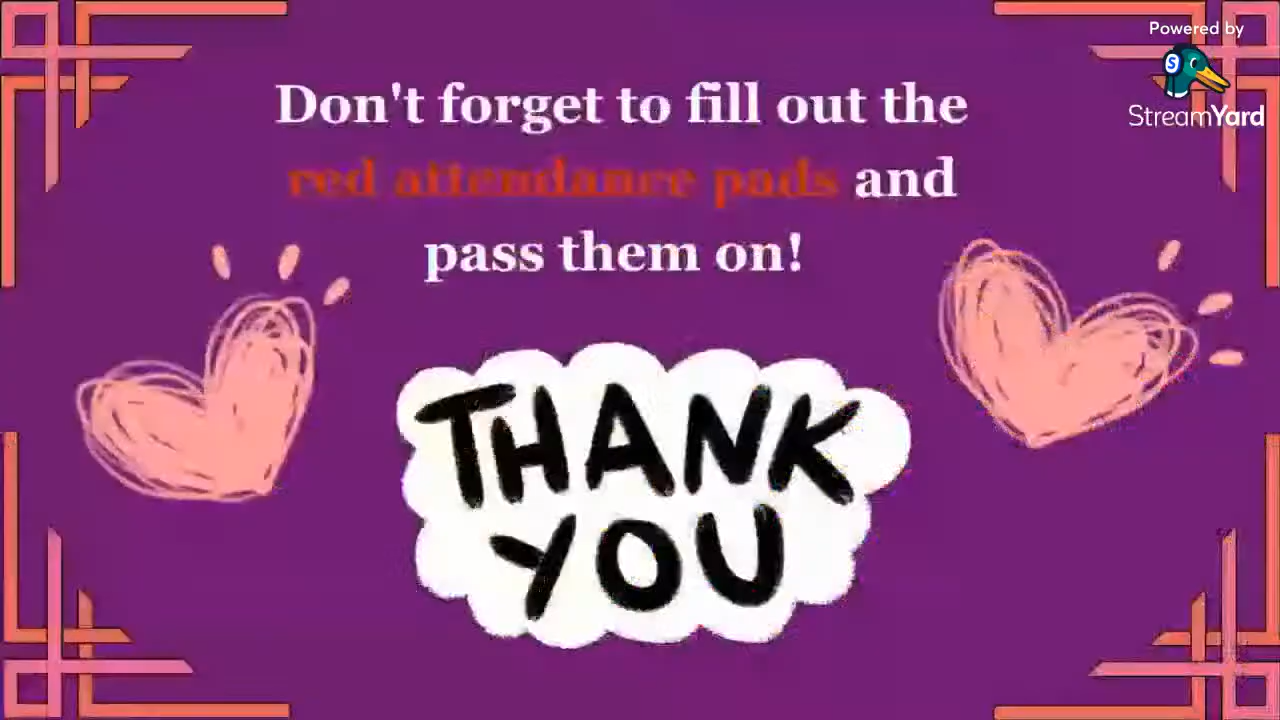 Powered by
StreamYard
Don't forget to fill out the
red attendance pads and
pass them on!
THANK
YOU